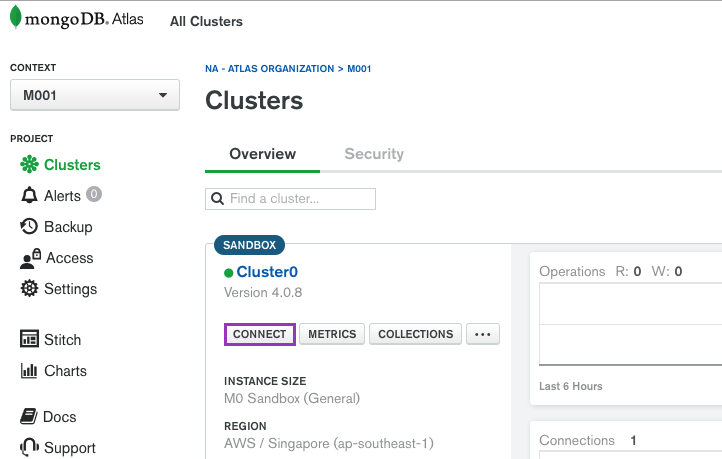 mongoDB. Atlas
All Clusters
CONTEXT
M001
PROJECT
Clusters
Alerts 0
Backup
Access
Settings
Stitch
Charts
Docs
Support
NA - ATLAS ORGANIZATION > M001
Clusters
Overview
Security
Find a cluster...
SANDBOX
Cluster0
Version 4.0.8
CONNECT
METRICS
COLLECTIONS
...
INSTANCE SIZE
M0 Sandbox (General)
REGION
AWS / Singapore (ap-southeast-1)
Operations R: 0 W: 0
Last 6 Hours
Connections 1